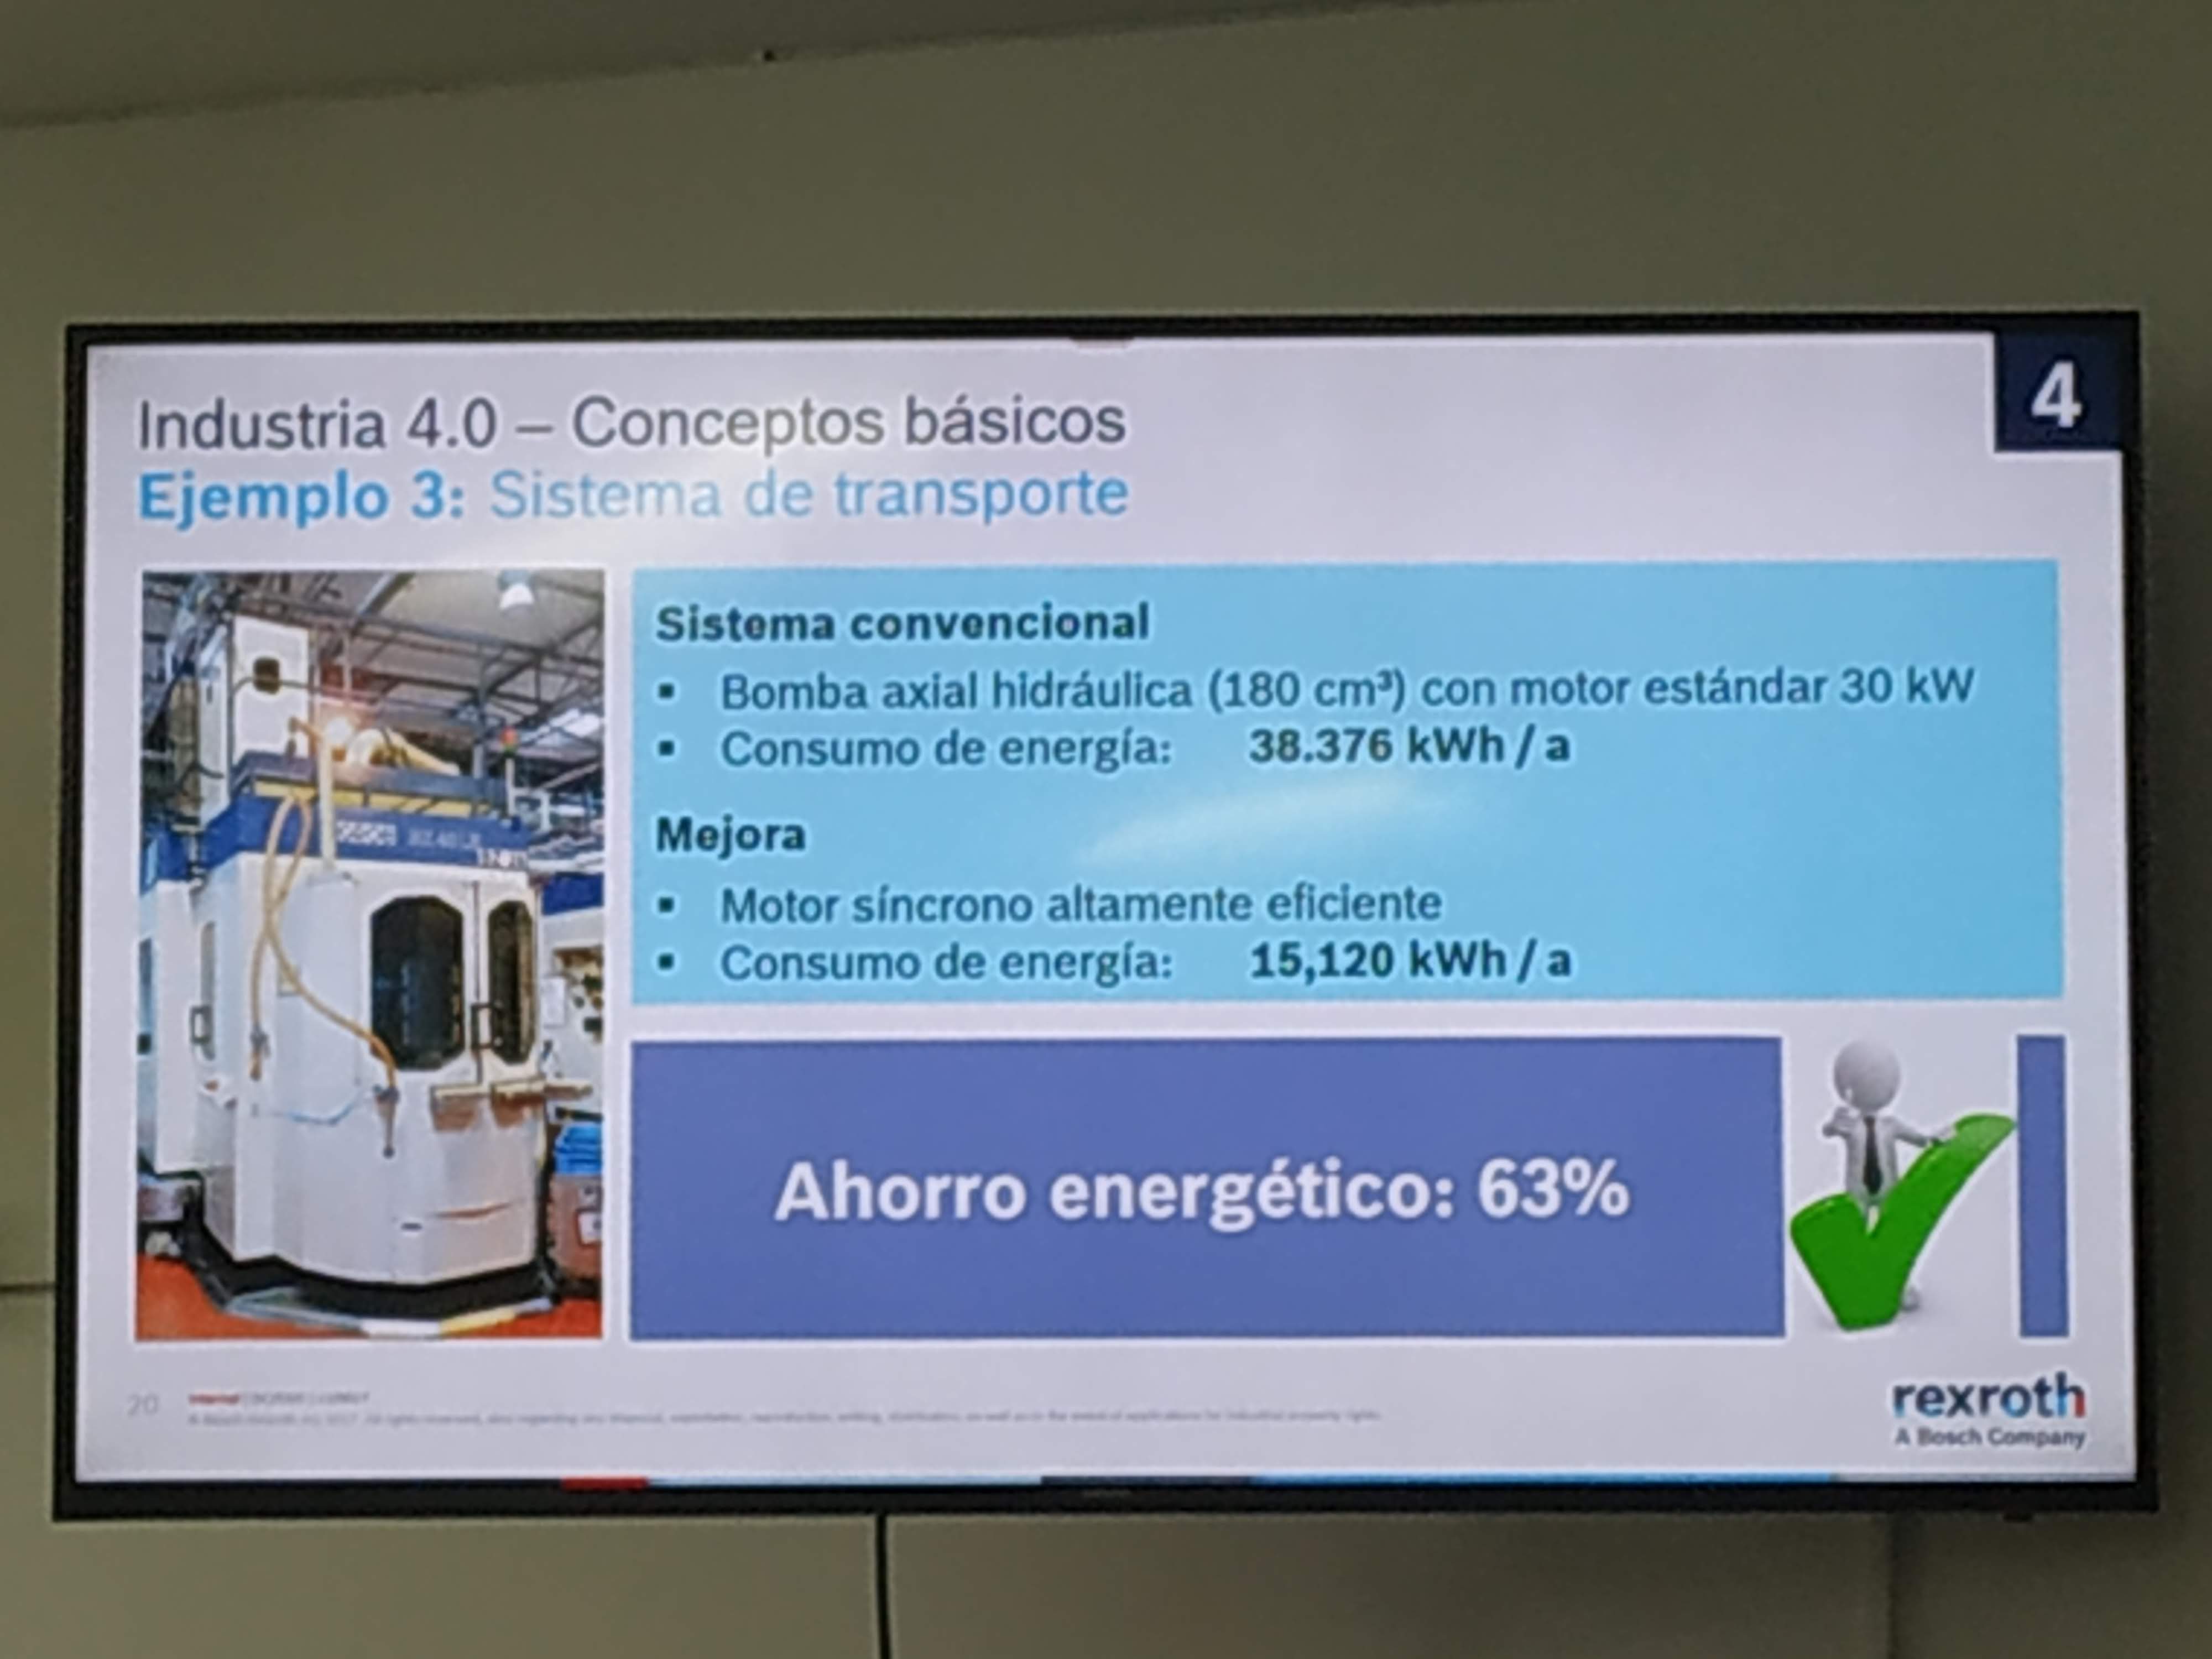 4
Industria 4.0 – Conceptos básicos
Ejemplo 3: Sistema de transporte
Sistema convencional
▪ Bomba axial hidráulica (180 cm³) con motor estándar 30 kW
▪ Consumo de energía: 38.376 kWh / a
Mejora
▪ Motor síncrono altamente eficiente
▪ Consumo de energía: 15,120 kWh / a
Ahorro energético: 63%
20
rexroth
A Bosch Company